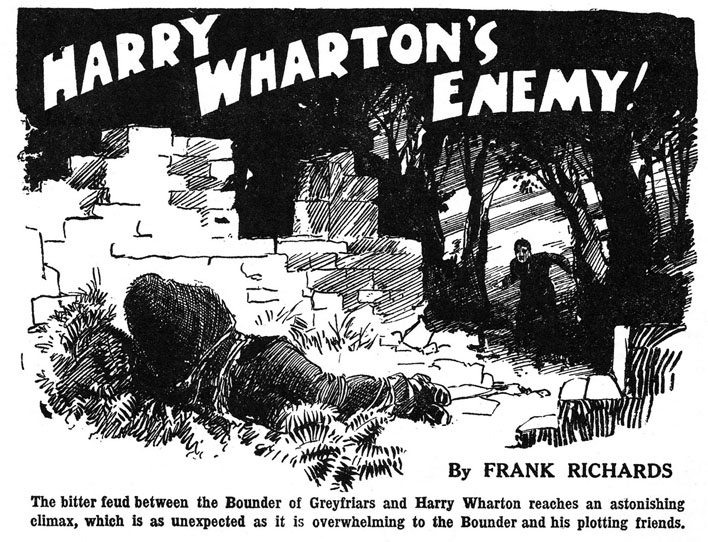 HARRY WHARTON'S ENEMY!
By FRANK RICHARDS
The bitter feud between the Bounder of Greyfriars and Harry Wharton reaches an astonishing
climax, which is as unexpected as it is overwhelming to the Bounder and his plotting friends.